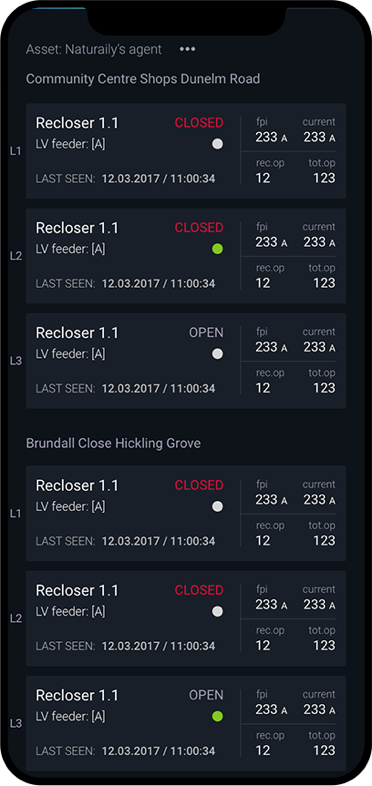 Asset: Naturaily's agent •••
Community Centre Shops Dunelm Road
L1
Recloser 1.1 CLOSED fpi current
LV feeder: [A] 233 A 233 A
rec.op tot.op
LAST SEEN: 12.03.2017 / 11:00:34 12 123
L2
Recloser 1.1 CLOSED fpi current
LV feeder: [A] 233 A 233 A
rec.op tot.op
LAST SEEN: 12.03.2017 / 11:00:34 12 123
L3
Recloser 1.1 OPEN fpi current
LV feeder: [A] 233 A 233 A
rec.op tot.op
LAST SEEN: 12.03.2017 / 11:00:34 12 123
Brundall Close Hickling Grove
L1
Recloser 1.1 CLOSED fpi current
LV feeder: [A] 233 A 233 A
rec.op tot.op
LAST SEEN: 12.03.2017 / 11:00:34 12 123
L2
Recloser 1.1 CLOSED fpi current
LV feeder: [A] 233 A 233 A
rec.op tot.op
LAST SEEN: 12.03.2017 / 11:00:34 12 123
L3
Recloser 1.1 OPEN fpi current
LV feeder: [A] 233 A 233 A
rec.op tot.op
LAST SEEN: 12.03.2017 / 11:00:34 12 123